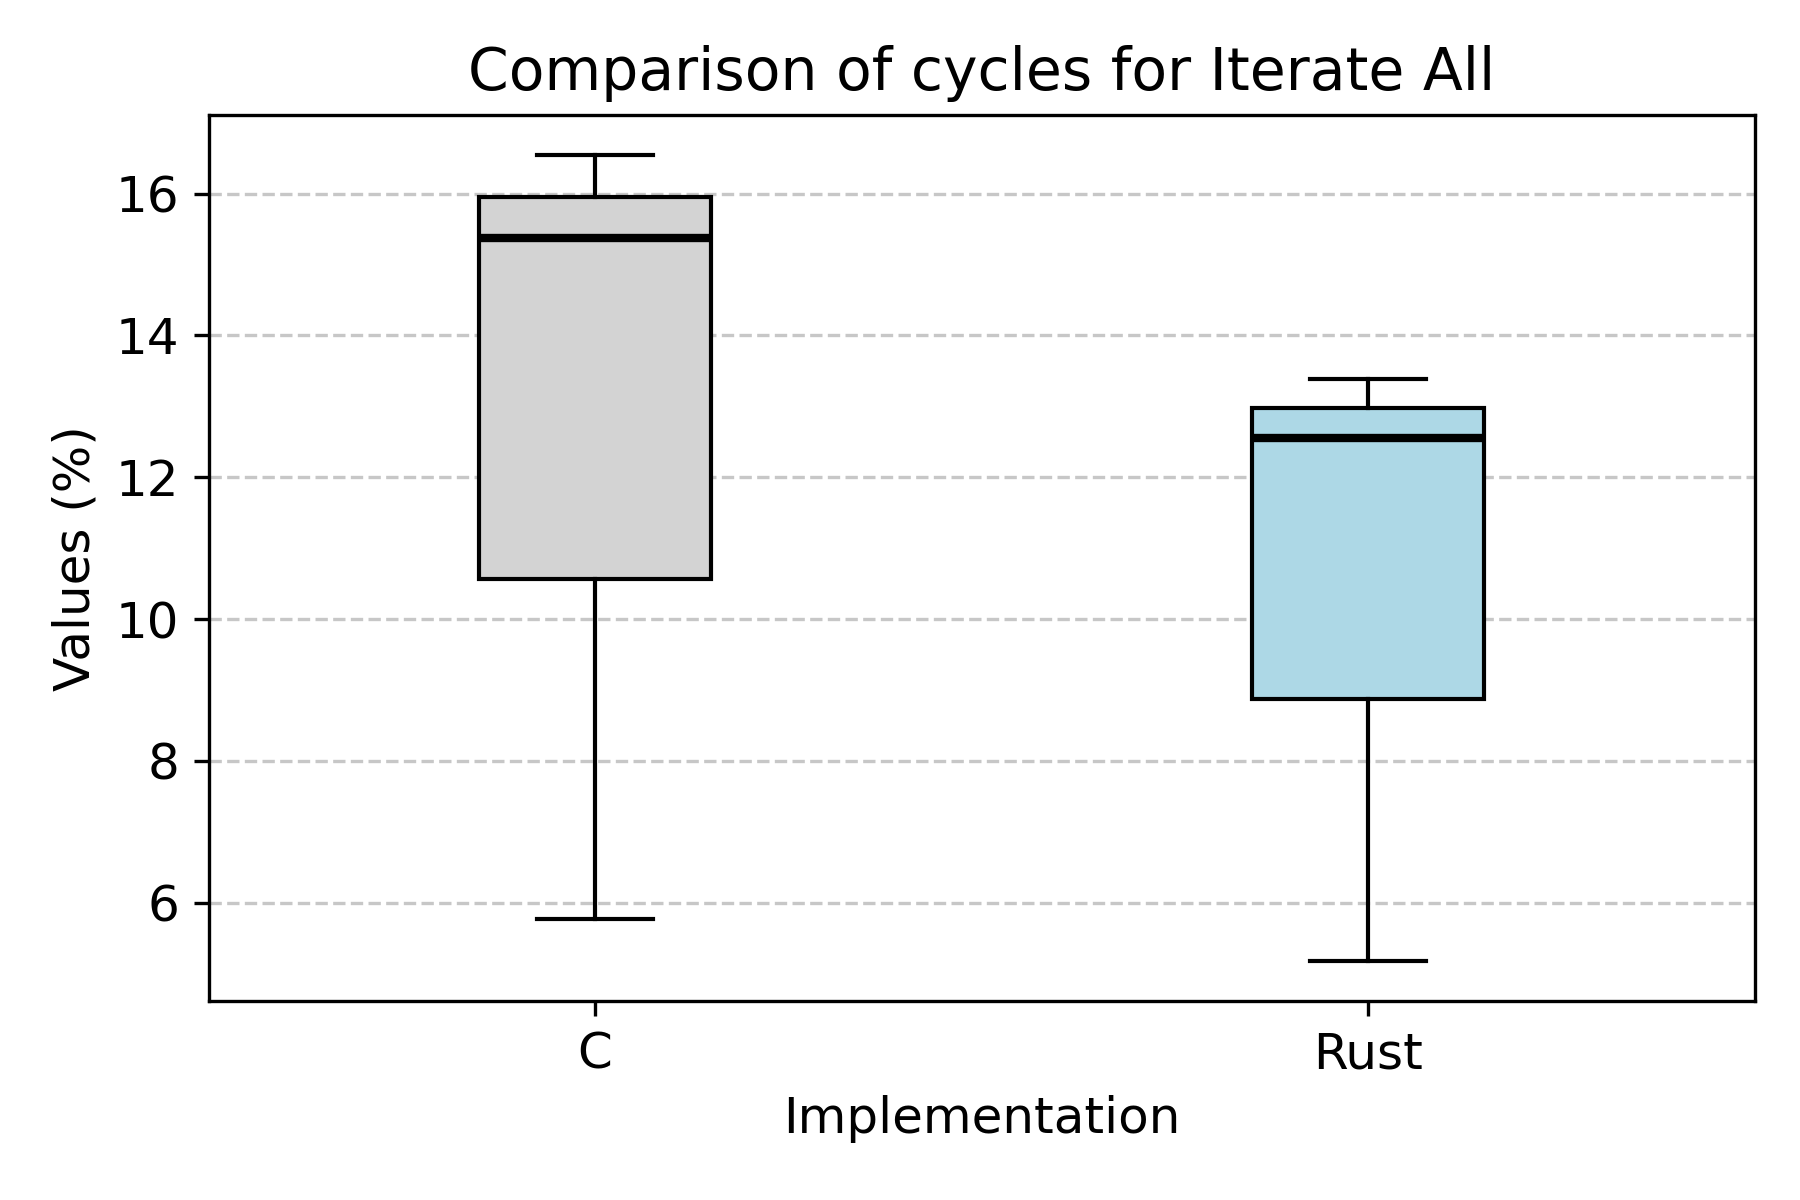 Comparison of cycles for Iterate All
Values (%)
16
14
12
10
8
6
C
Rust
Implementation